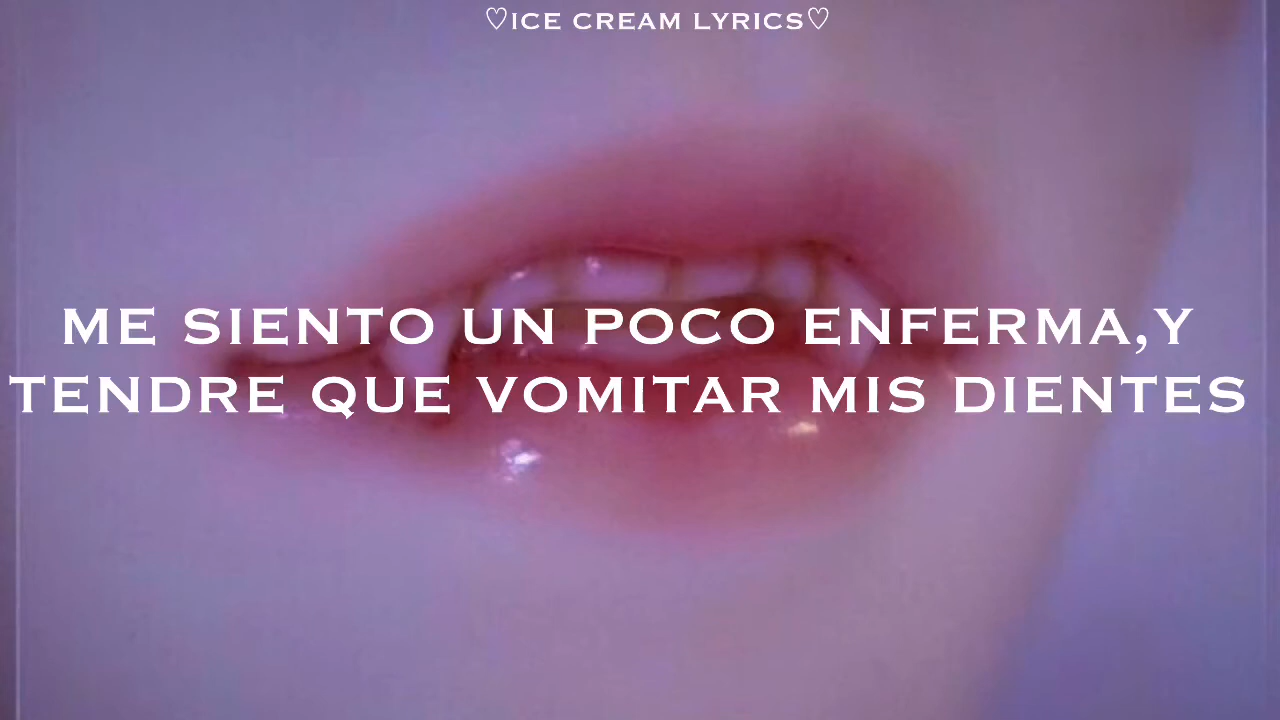 ♡ICE CREAM LYRICS♡
ME SIENTO UN POCO ENFERMA,Y
TENDRE QUE VOMITAR MIS DIENTES